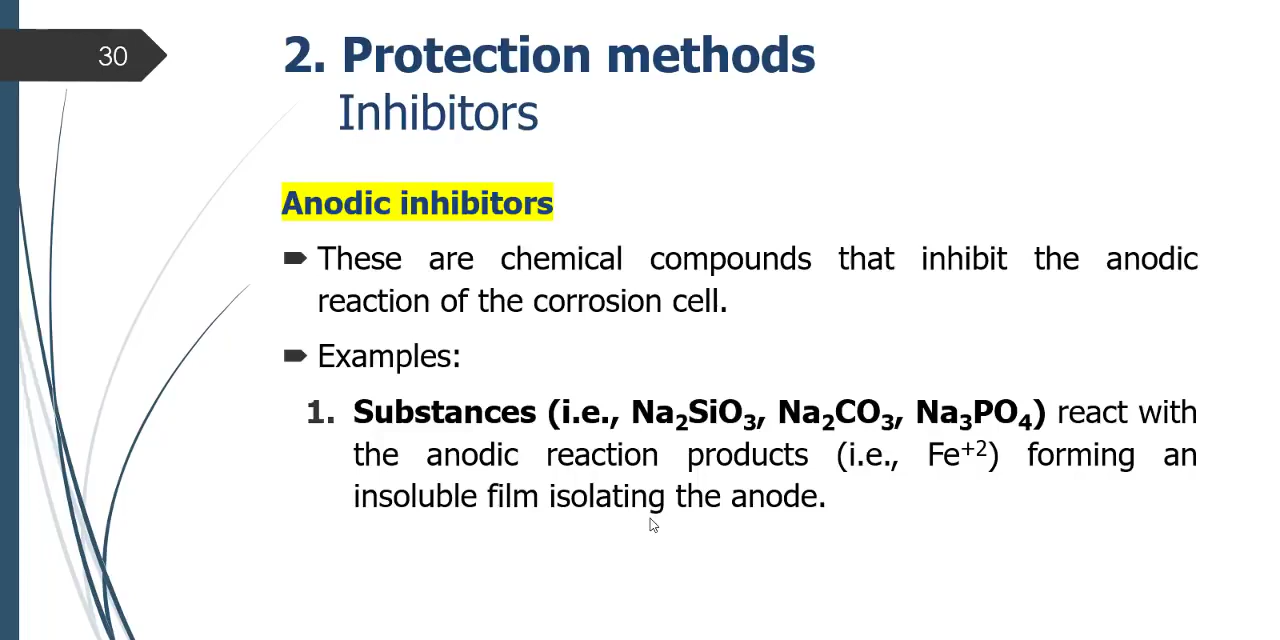 30
2. Protection methods
Inhibitors
Anodic inhibitors
These are chemical compounds that inhibit the anodic
reaction of the corrosion cell.
Examples:
1. Substances (i.e., Na₂SiO₃, Na₂CO₃, Na₃PO₄) react with
the anodic reaction products (i.e., Fe⁺²) forming an
insoluble film isolating the anode.